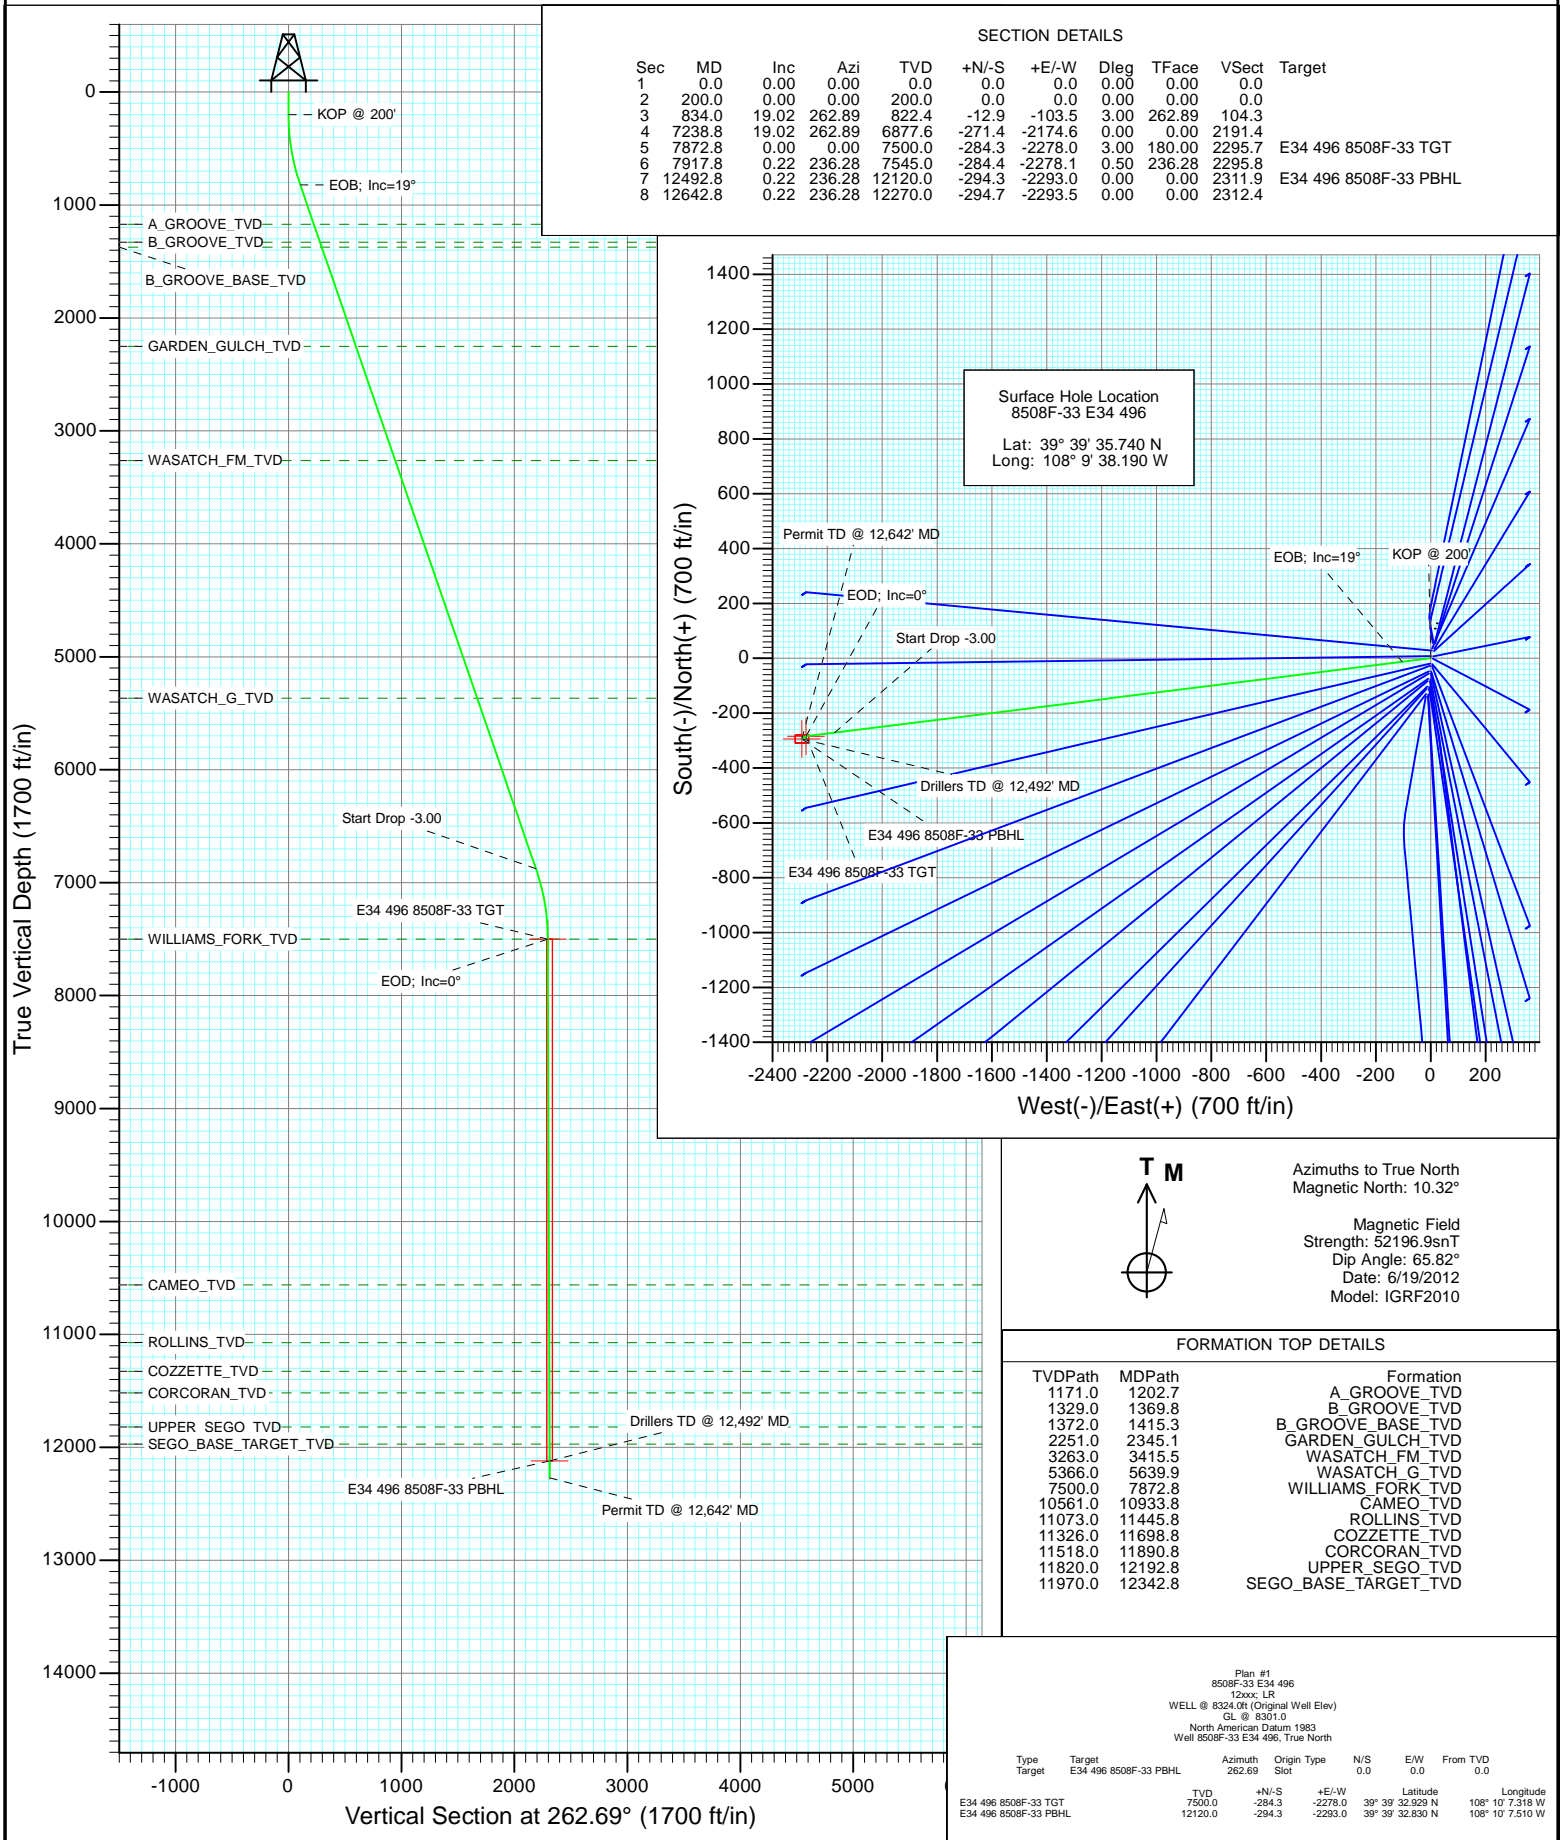 SECTION DETAILS
Sec MD Inc Azi TVD +N/-S +E/-W Dleg TFace VSect Target
1 0.0 0.00 0.00 0.0 0.0 0.0 0.00 0.00 0.0
2 200.0 0.00 0.00 200.0 0.0 0.0 0.00 0.00 0.0
3 834.0 19.02 262.89 822.4 -12.9 -103.5 3.00 262.89 104.3
4 7238.8 19.02 262.89 6877.6 -271.4 -2174.6 0.00 0.00 2191.4
5 7872.8 0.00 0.00 7500.0 -284.3 -2278.0 3.00 180.00 2295.7 E34 496 8508F-33 TGT
6 7917.8 0.22 236.28 7545.0 -284.4 -2278.1 0.50 236.28 2295.8
7 12492.8 0.22 236.28 12120.0 -294.3 -2293.0 0.00 0.00 2311.9 E34 496 8508F-33 PBHL
8 12642.8 0.22 236.28 12270.0 -294.7 -2293.5 0.00 0.00 2312.4
True Vertical Depth (1700 ft/in)
0
1000
2000
3000
4000
5000
6000
7000
8000
9000
10000
11000
12000
13000
14000
KOP @ 200'
EOB; Inc=19°
A_GROOVE_TVD
B_GROOVE_TVD
B_GROOVE_BASE_TVD
GARDEN_GULCH_TVD
WASATCH_FM_TVD
WASATCH_G_TVD
Start Drop -3.00
E34 496 8508F-33 TGT
WILLIAMS_FORK_TVD
EOD; Inc=0°
CAMEO_TVD
ROLLINS_TVD
COZZETTE_TVD
CORCORAN_TVD
Drillers TD @ 12,492' MD
UPPER_SEGO_TVD
SEGO_BASE_TARGET_TVD
E34 496 8508F-33 PBHL
Permit TD @ 12,642' MD
-1000 0 1000 2000 3000 4000 5000
Vertical Section at 262.69° (1700 ft/in)
South(-)/North(+) (700 ft/in)
1400
1200
1000
800
600
400
200
0
-200
-400
-600
-800
-1000
-1200
-1400
Surface Hole Location
8508F-33 E34 496
Lat: 39° 39' 35.740 N
Long: 108° 9' 38.190 W
Permit TD @ 12,642' MD
EOB; Inc=19°
KOP @ 200'
EOD; Inc=0°
Start Drop -3.00
Drillers TD @ 12,492' MD
E34 496 8508F-33 PBHL
E34 496 8508F-33 TGT
-2400 -2200 -2000 -1800 -1600 -1400 -1200 -1000 -800 -600 -400 -200 0 200
West(-)/East(+) (700 ft/in)
T M
Azimuths to True North
Magnetic North: 10.32°
Magnetic Field
Strength: 52196.9snT
Dip Angle: 65.82°
Date: 6/19/2012
Model: IGRF2010
FORMATION TOP DETAILS
TVDPath MDPath Formation
1171.0 1202.7 A_GROOVE_TVD
1329.0 1369.8 B_GROOVE_TVD
1372.0 1415.3 B_GROOVE_BASE_TVD
2251.0 2345.1 GARDEN_GULCH_TVD
3263.0 3415.5 WASATCH_FM_TVD
5366.0 5639.9 WASATCH_G_TVD
7500.0 7872.8 WILLIAMS_FORK_TVD
10561.0 10933.8 CAMEO_TVD
11073.0 11445.8 ROLLINS_TVD
11326.0 11698.8 COZZETTE_TVD
11518.0 11890.8 CORCORAN_TVD
11820.0 12192.8 UPPER_SEGO_TVD
11970.0 12342.8 SEGO_BASE_TARGET_TVD
Plan #1
8508F-33 E34 496
12xxx; LR
WELL @ 8324.0ft (Original Well Elev)
GL @ 8301.0
North American Datum 1983
Well 8508F-33 E34 496, True North
Type Target Azimuth Origin Type N/S E/W From TVD
Target E34 496 8508F-33 PBHL 262.69 Slot 0.0 0.0 0.0
TVD +N/-S +E/-W Latitude Longitude
E34 496 8508F-33 TGT 7500.0 -284.3 -2278.0 39° 39' 32.929 N 108° 10' 7.318 W
E34 496 8508F-33 PBHL 12120.0 -294.3 -2293.0 39° 39' 32.830 N 108° 10' 7.510 W